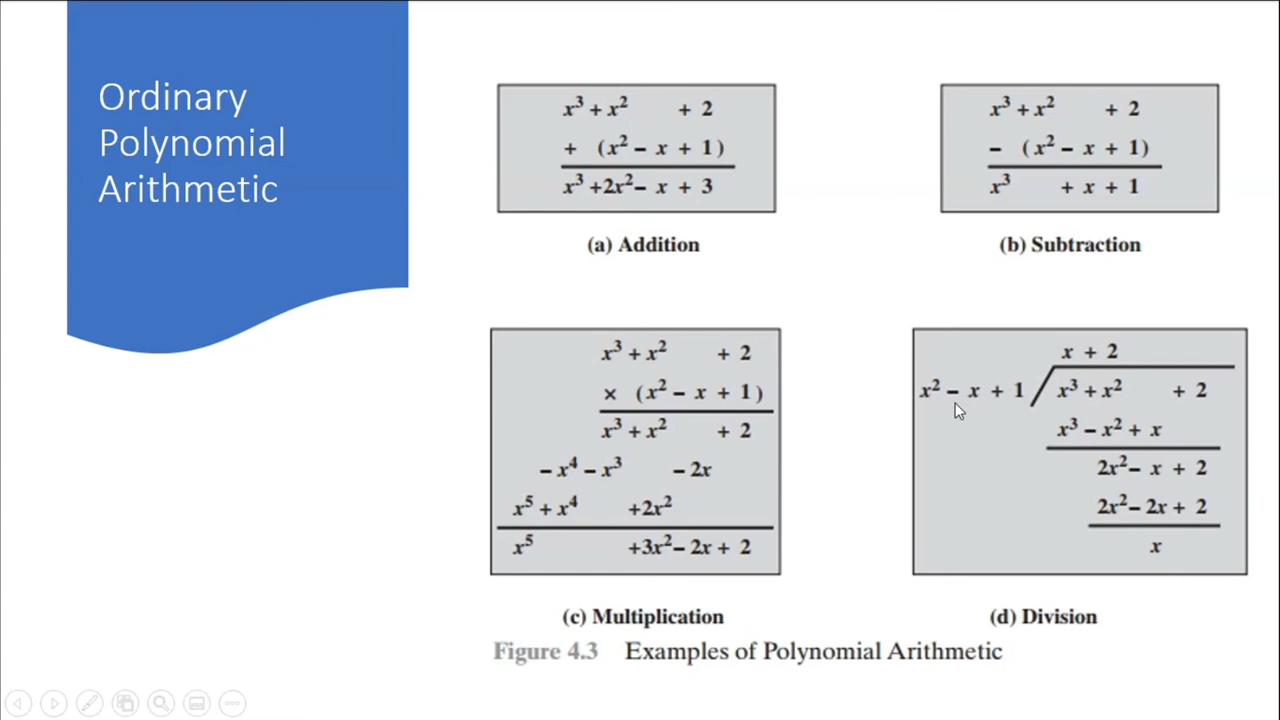 Ordinary
Polynomial
Arithmetic
x³ + x² + 2
+ (x² – x + 1)
x³ +2x² – x + 3
(a) Addition
x³ + x² + 2
– (x² – x + 1)
x³ + x + 1
(b) Subtraction
x³ + x² + 2
× (x² – x + 1)
x³ + x² + 2
– x⁴ – x³ – 2x
x⁵ + x⁴ +2x²
x⁵ +3x² – 2x + 2
(c) Multiplication
x + 2
x² – x + 1 / x³ + x² + 2
x³ – x² + x
2x² – x + 2
2x² – 2x + 2
x
(d) Division
Figure 4.3 Examples of Polynomial Arithmetic